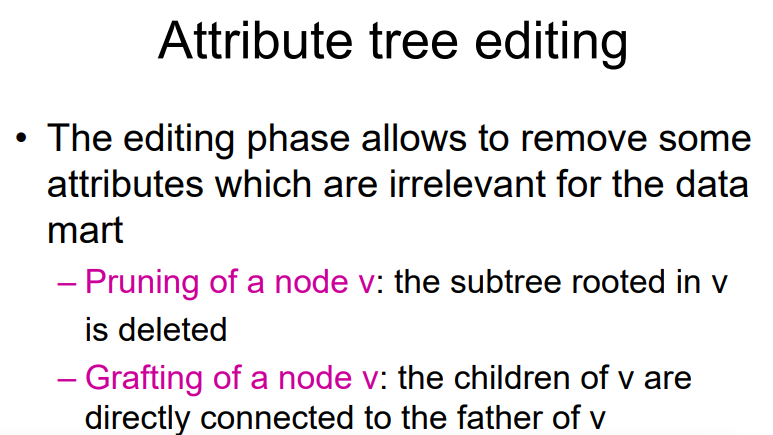 Attribute tree editing
• The editing phase allows to remove some
attributes which are irrelevant for the data
mart
– Pruning of a node v: the subtree rooted in v
is deleted
– Grafting of a node v: the children of v are
directly connected to the father of v